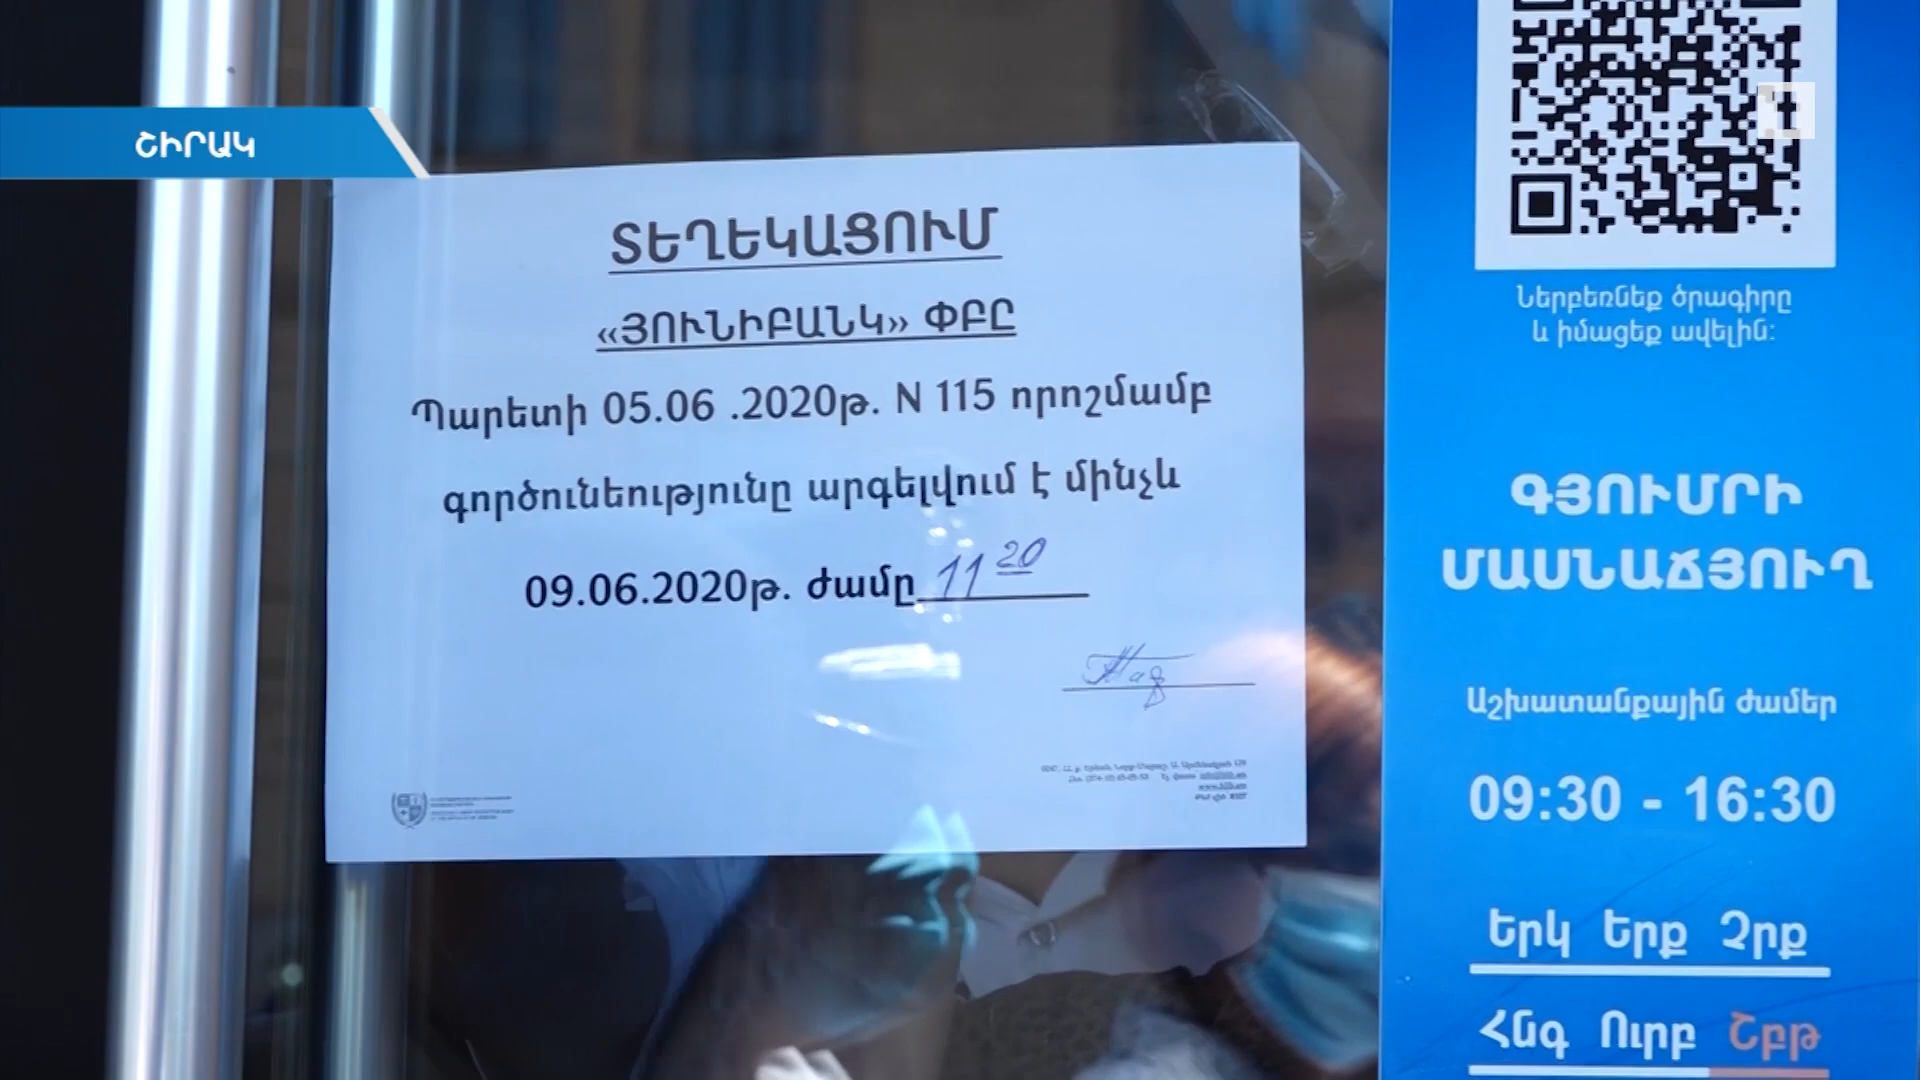 ՇԻՐԱԿ
ՏԵՂԵԿԱՑՈՒՄ
«ՅՈՒՆԻԲԱՆԿ» ՓԲԸ
Պարետի 05.06 .2020թ. N 115 որոշմամբ
գործունեությունը արգելվում է մինչև
09.06.2020թ. ժամը 11 20
Ներբեռնեք ծրագիրը
և իմացեք ավելին:
ԳՅՈՒՄՐԻ
ՄԱՍՆԱՃՅՈՒՂ
Աշխատանքային ժամեր
09:30 - 16:30
Երկ Երք Չրք
Հնգ Ուրբ Շբթ